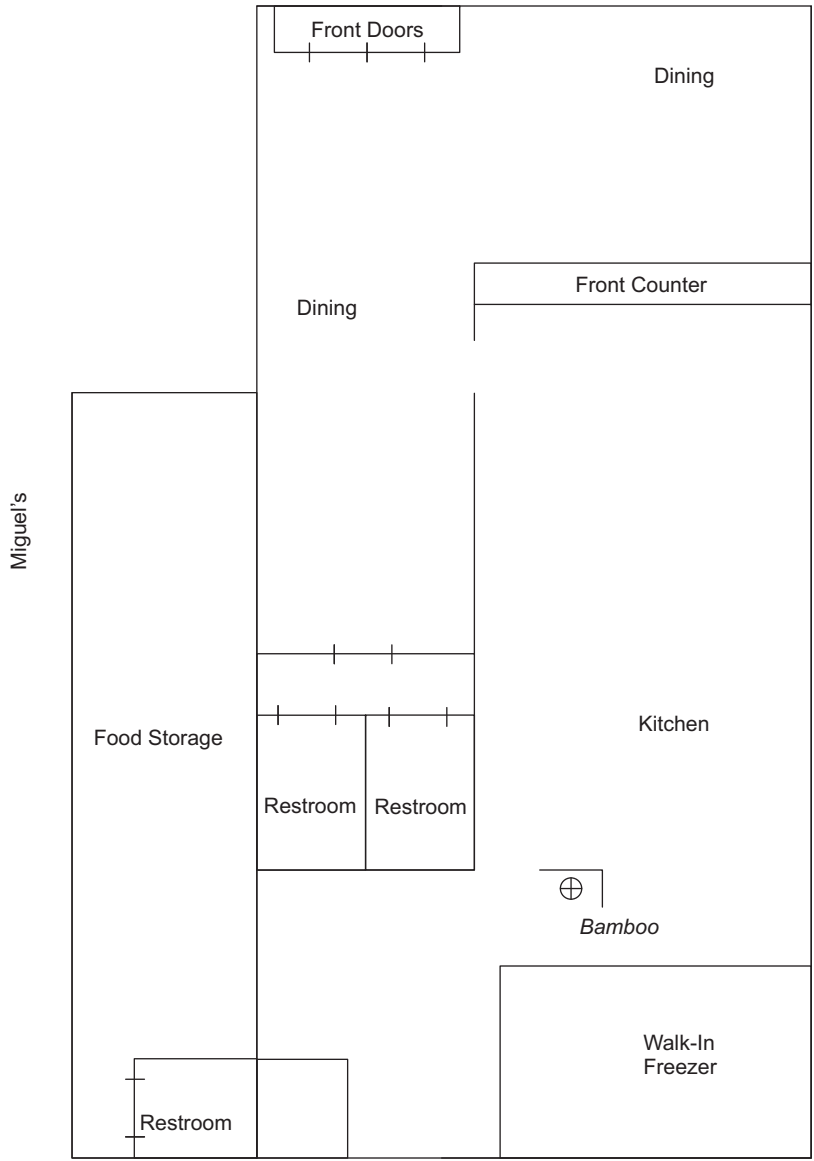 Front Doors
Dining
Front Counter
Dining
Miguel's
Food Storage
Kitchen
Restroom
Restroom
Bamboo
Walk-In
Freezer
Restroom